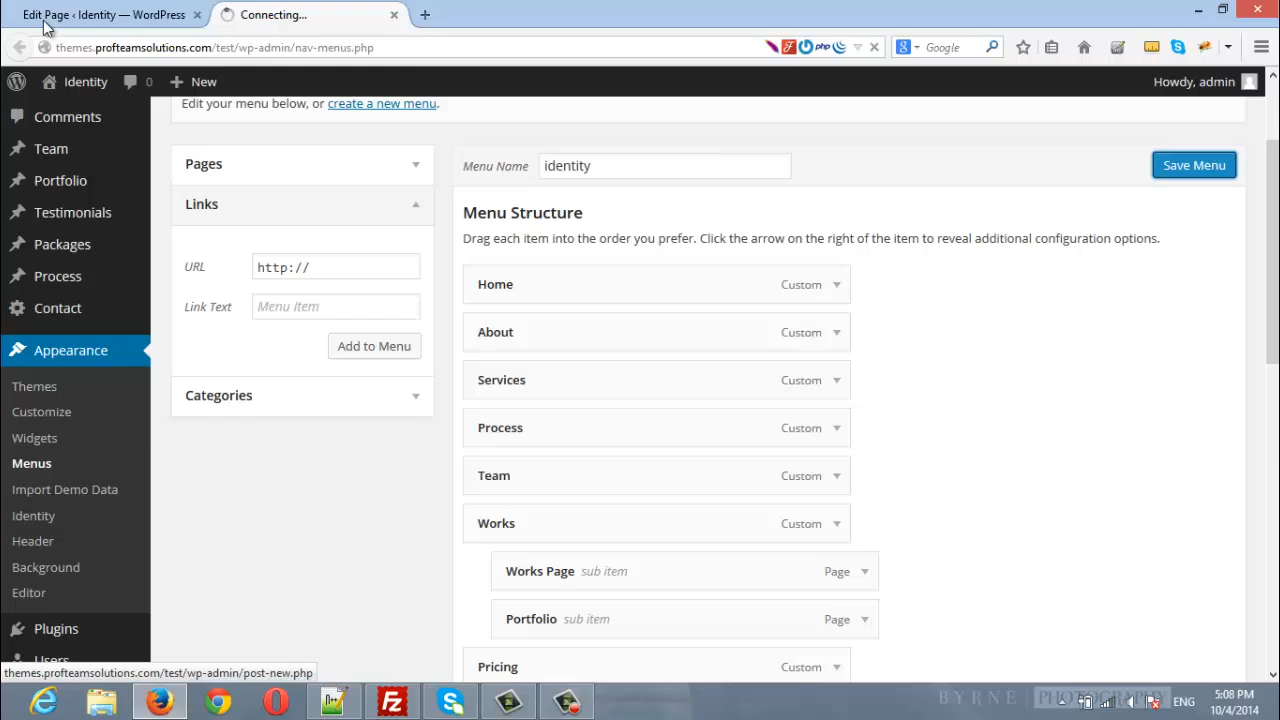 Edit Page ‹ Identity — WordPress
Connecting...
themes.profteamsolutions.com/test/wp-admin/nav-menus.php
php
Google
Identity
0
New
Howdy, admin
Edit your menu below, or create a new menu.
Comments
Team
Portfolio
Testimonials
Packages
Process
Contact
Appearance
Themes
Customize
Widgets
Menus
Import Demo Data
Identity
Header
Background
Editor
Plugins
Users
Pages
Links
URL
http://
Link Text
Menu Item
Add to Menu
Categories
Menu Name
identity
Save Menu
Menu Structure
Drag each item into the order you prefer. Click the arrow on the right of the item to reveal additional configuration options.
Home Custom
About Custom
Services Custom
Process Custom
Team Custom
Works Custom
Works Page sub item Page
Portfolio sub item Page
Pricing Custom
themes.profteamsolutions.com/test/wp-admin/post-new.php
BYRNE PHOTOGRAPHY
ENG
5:08 PM
10/4/2014